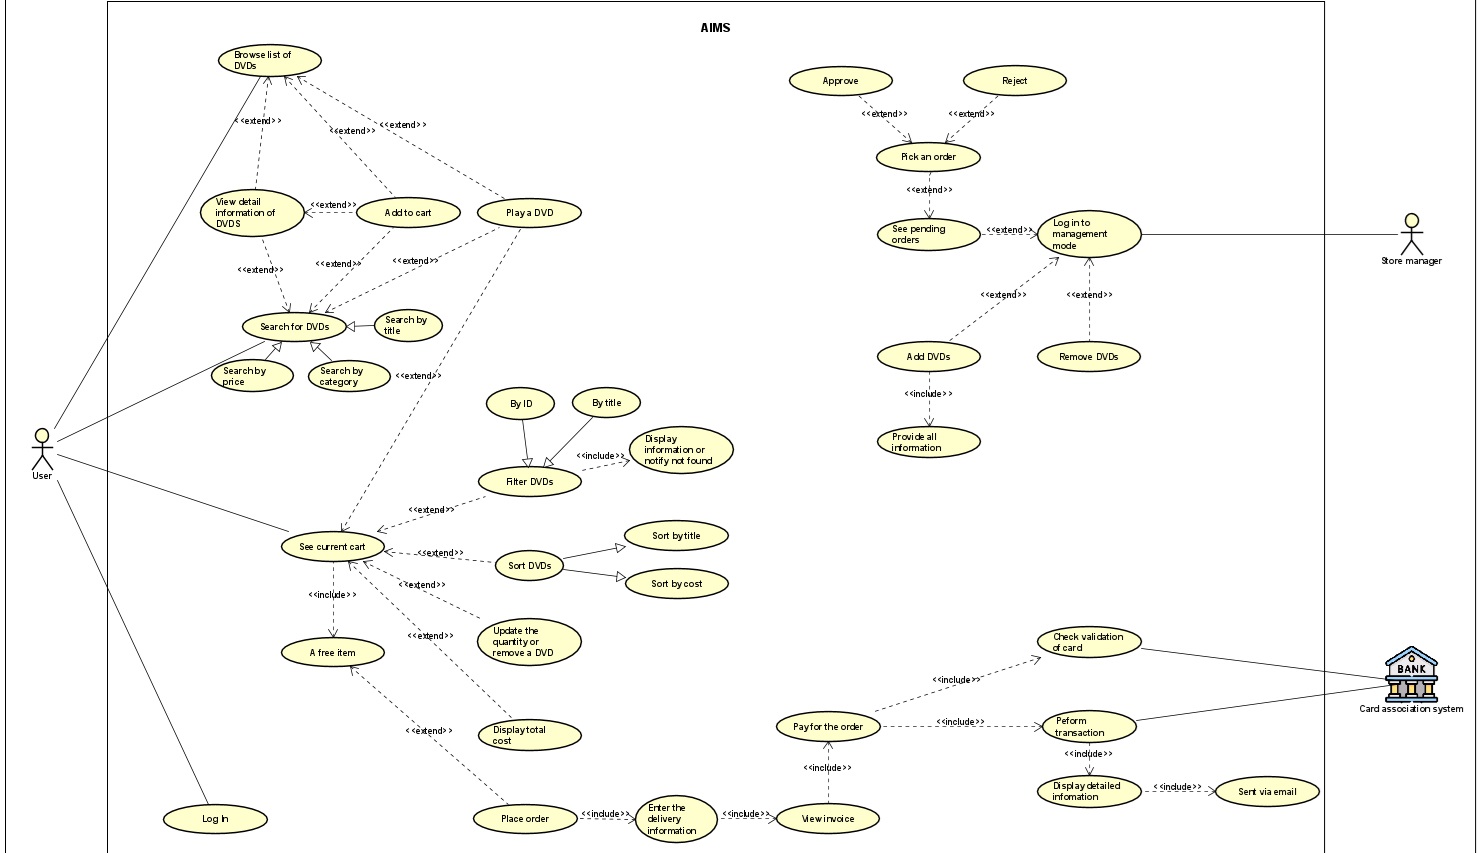 AIMS
Browse list of
DVDs
Approve
Reject
<<extend>>
<<extend>>
<<extend>>
<<extend>>
<<extend>>
Pick an order
<<extend>>
View detail
information of
DVDS
<<extend>>
Add to cart
Play a DVD
See pending
orders
<<extend>>
Log in to
management
mode
Store manager
<<extend>>
<<extend>>
<<extend>>
<<extend>>
<<extend>>
Search for DVDs
Search by
title
Search by
price
Search by
category
<<extend>>
Add DVDs
Remove DVDs
<<include>>
By ID
By title
Display
information or
notify not found
<<include>>
Provide all
information
User
Filter DVDs
<<extend>>
See current cart
<<extend>>
Sort DVDs
Sort by title
Sort by cost
<<include>>
<<extend>>
<<extend>>
Update the
quantity or
remove a DVD
A free item
Check validation
of card
<<include>>
BANK
Card association system
<<extend>>
Display total
cost
Pay for the order
<<include>>
Peform
transaction
<<include>>
<<include>>
Display detailed
infomation
<<include>>
Sent via email
Log In
Place order
<<include>>
Enter the
delivery
information
<<include>>
View invoice